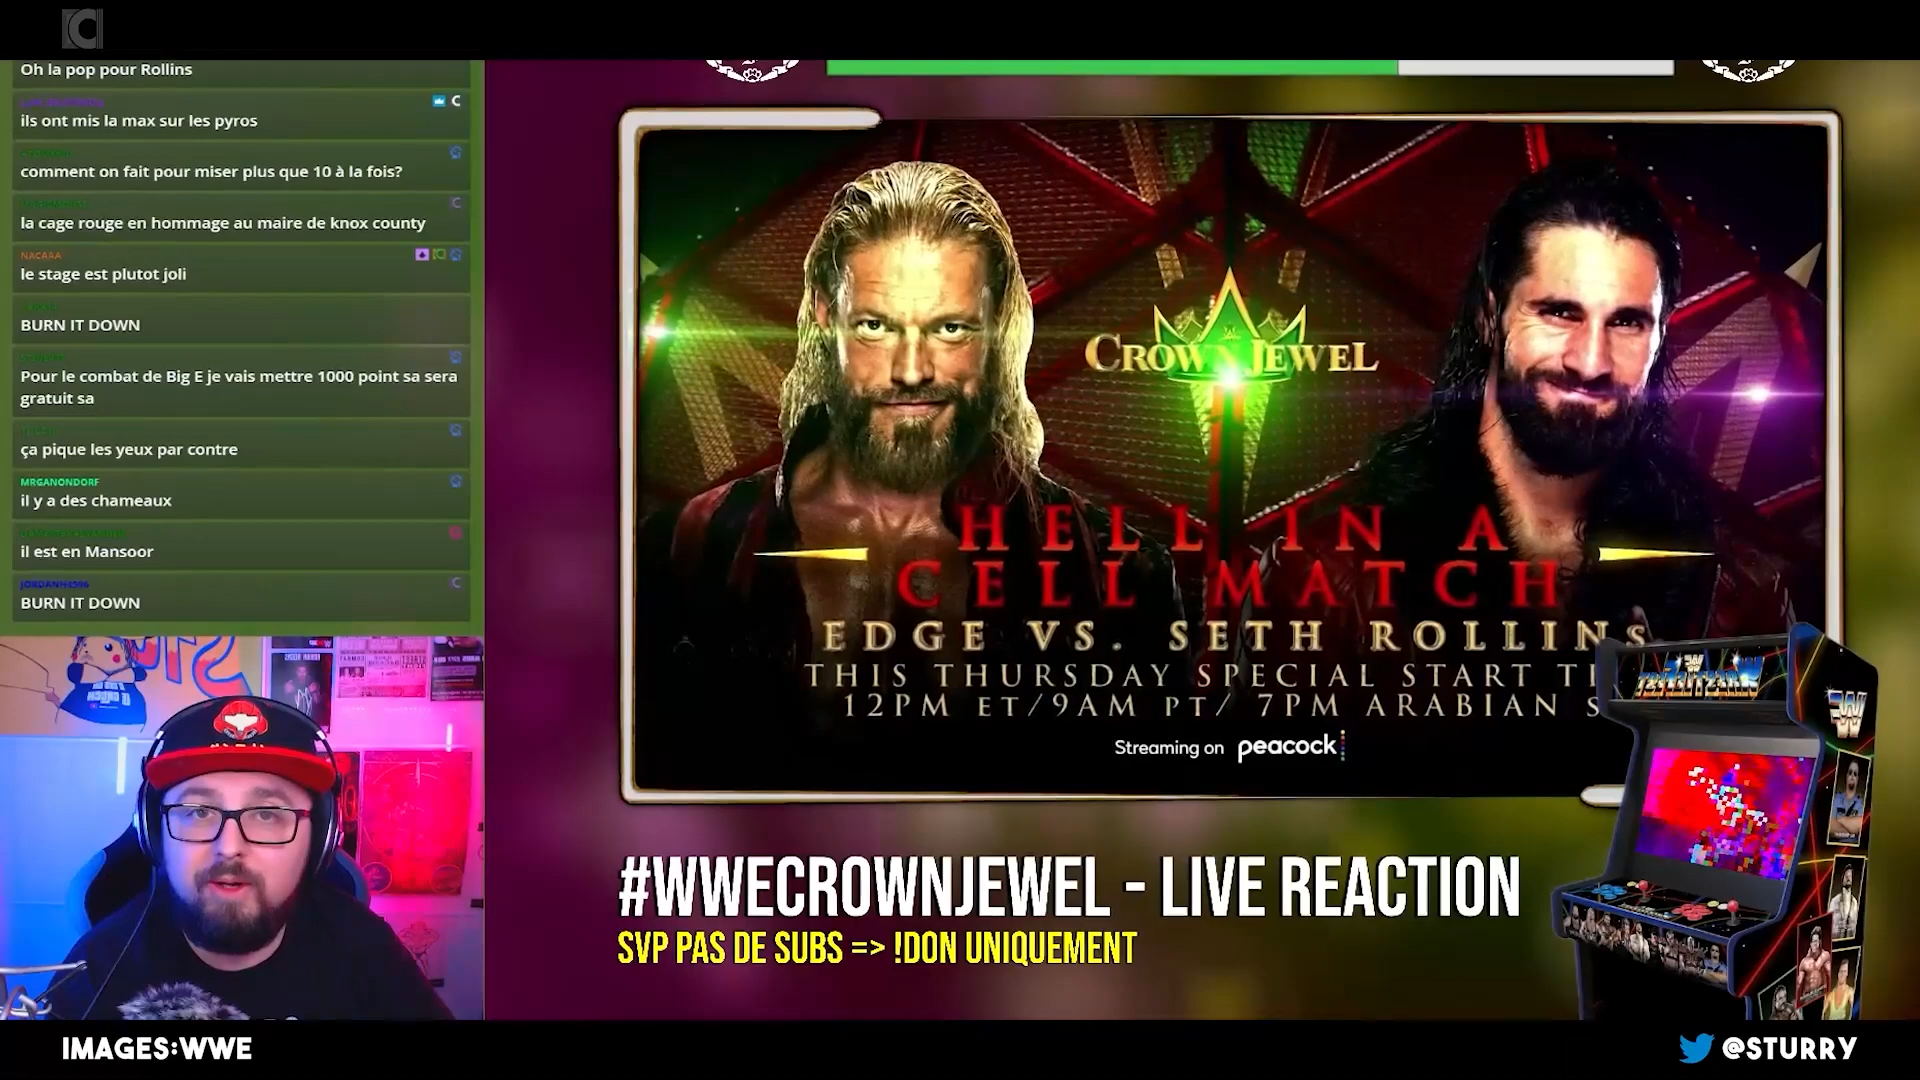 Oh la pop pour Rollins
ils ont mis la max sur les pyros
comment on fait pour miser plus que 10 à la fois?
la cage rouge en hommage au maire de knox county
NACARA
le stage est plutot joli
BURN IT DOWN
Pour le combat de Big E je vais mettre 1000 point sa sera
gratuit sa
ça pique les yeux par contre
MRGANONDORF
il y a des chameaux
il est en Mansoor
BURN IT DOWN
CROWN JEWEL
HELL IN A
CELL MATCH
EDGE VS. SETH ROLLINS
THIS THURSDAY SPECIAL START TI
12PM ET/9AM PT/ 7PM ARABIAN S
Streaming on peacock
#WWECROWNJEWEL - LIVE REACTION
SVP PAS DE SUBS => !DON UNIQUEMENT
IMAGES:WWE
@STURRY